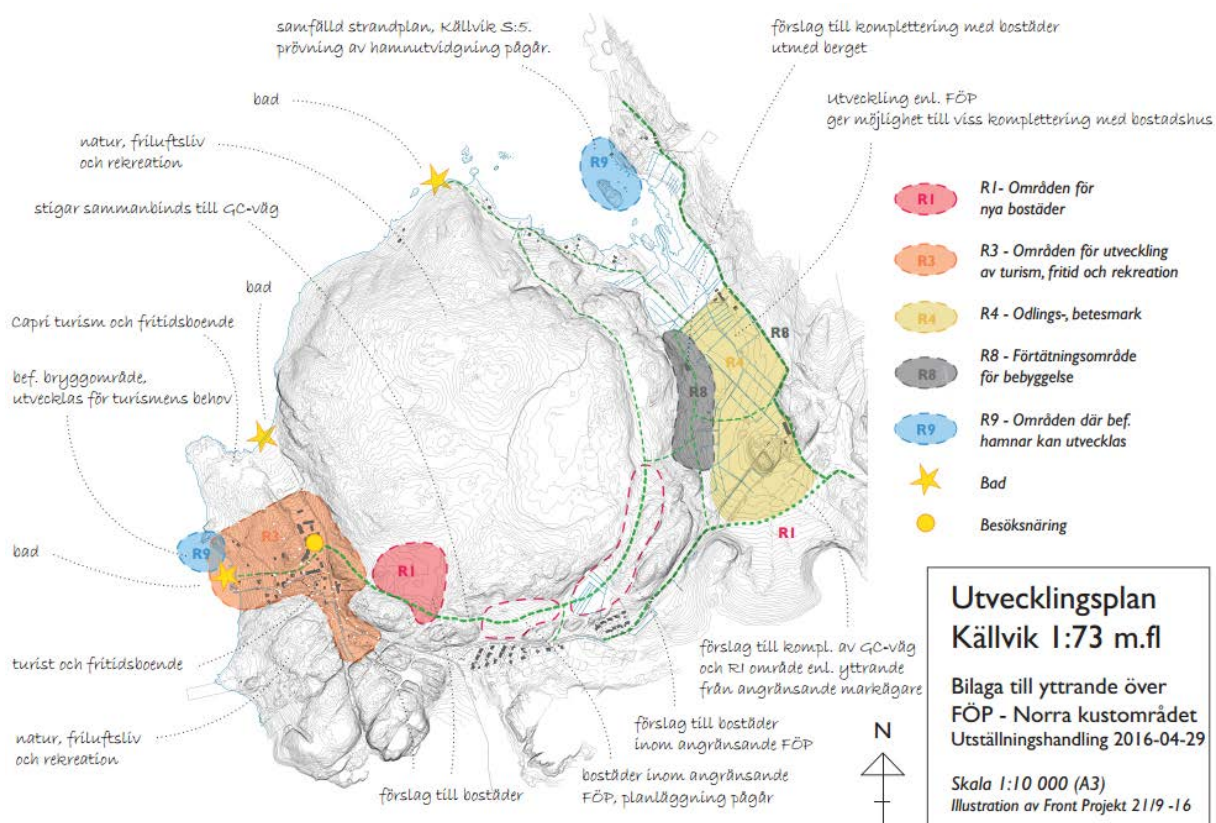 samfälld strandplan, Källvik S:5.
prövning av hamnutvidgning pågår.
förslag till komplettering med bostäder
utmed berget
bad
Utveckling enl. FÖP
ger möjlighet till viss komplettering med bostadshus
natur, friluftsliv
och rekreation
stigar sammanbinds till GC-väg
bad
Capri turism och fritidsboende
bef. bryggområde,
utvecklas för turismens behov
bad
turist och fritidsboende
natur, friluftsliv
och rekreation
förslag till bostäder
bostäder inom angränsande
FÖP, planläggning pågår
förslag till bostäder
inom angränsande FÖP
förslag till kompl. av GC-väg
och R1 område enl. yttrande
från angränsande markägare
R9
R8
R4
R8
R1
R3
R9
R1
R1
R1- Områden för
nya bostäder
R3
R3 - Områden för utveckling
av turism, fritid och rekreation
R4
R4 - Odlings-, betesmark
R8
R8 - Förtätningsområde
för bebyggelse
R9
R9 - Områden där bef.
hamnar kan utvecklas
Bad
Besöksnäring
N
Utvecklingsplan
Källvik 1:73 m.fl
Bilaga till yttrande över
FÖP - Norra kustområdet
Utställningshandling 2016-04-29
Skala 1:10 000 (A3)
Illustration av Front Projekt 21/9 -16